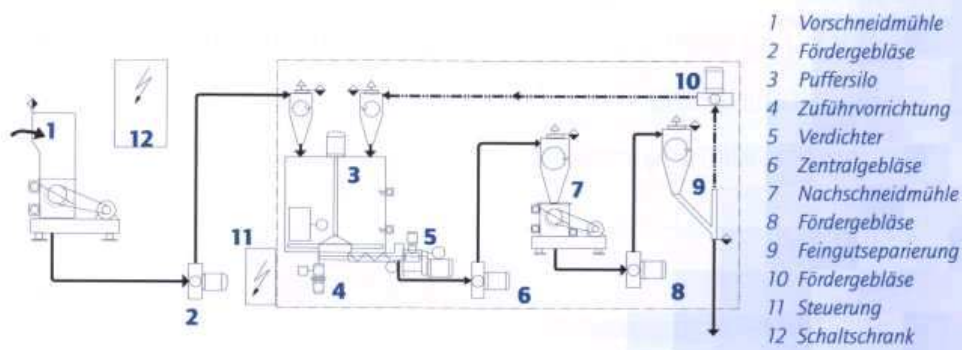 1 Vorschneidmühle
2 Fördergebläse
3 Puffersilo
4 Zuführvorrichtung
5 Verdichter
6 Zentralgebläse
7 Nachschneidmühle
8 Fördergebläse
9 Feingutseparierung
10 Fördergebläse
11 Steuerung
12 Schaltschrank
1
12
2
3
11
4
5
6
7
8
9
10